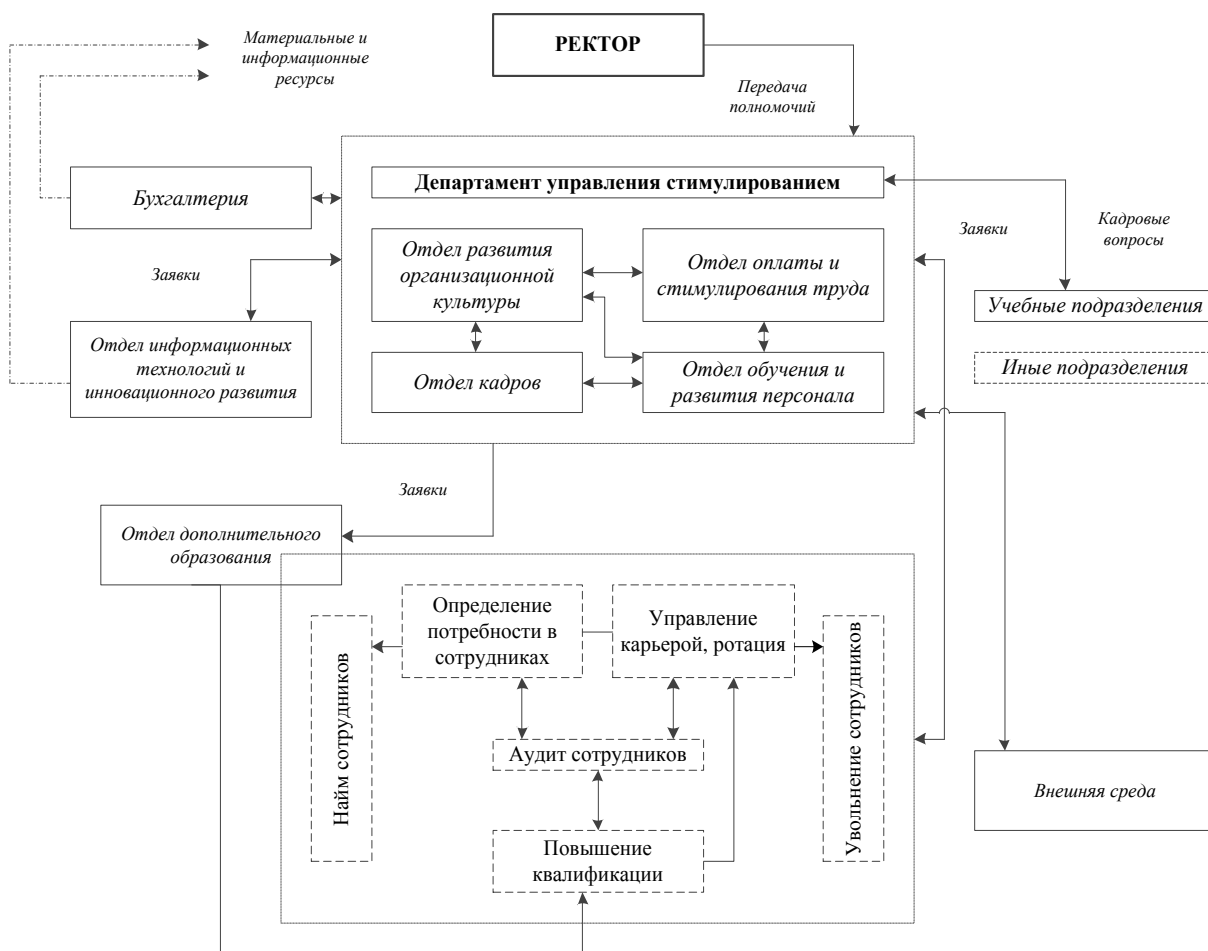 Материальные и
информационные
ресурсы
РЕКТОР
Передача
полномочий
Департамент управления стимулированием
Бухгалтерия
Заявки
Кадровые
вопросы
Отдел развития
организационной
культуры
Отдел оплаты и
стимулирования труда
Заявки
Учебные подразделения
Отдел информационных
технологий и
инновационного развития
Отдел кадров
Отдел обучения и
развития персонала
Иные подразделения
Заявки
Отдел дополнительного
образования
Определение
потребности в
сотрудниках
Управление
карьерой, ротация
Найм сотрудников
Увольнение сотрудников
Аудит сотрудников
Внешняя среда
Повышение
квалификации